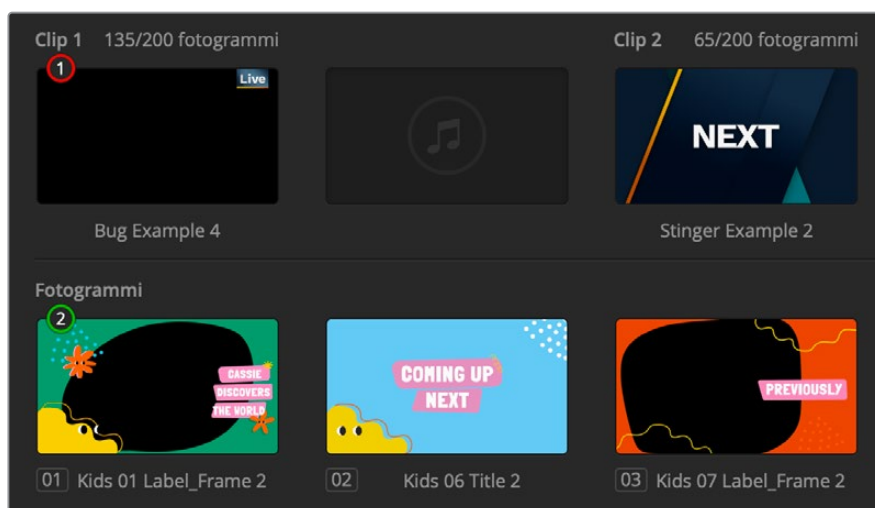 Clip 1 135/200 fotogrammi
Clip 2 65/200 fotogrammi
1
Live
NEXT
Bug Example 4
Stinger Example 2
Fotogrammi
2
CASSIE
DISCOVERS
THE WORLD
COMING UP
NEXT
PREVIOUSLY
01 Kids 01 Label_Frame 2
02 Kids 06 Title 2
03 Kids 07 Label_Frame 2